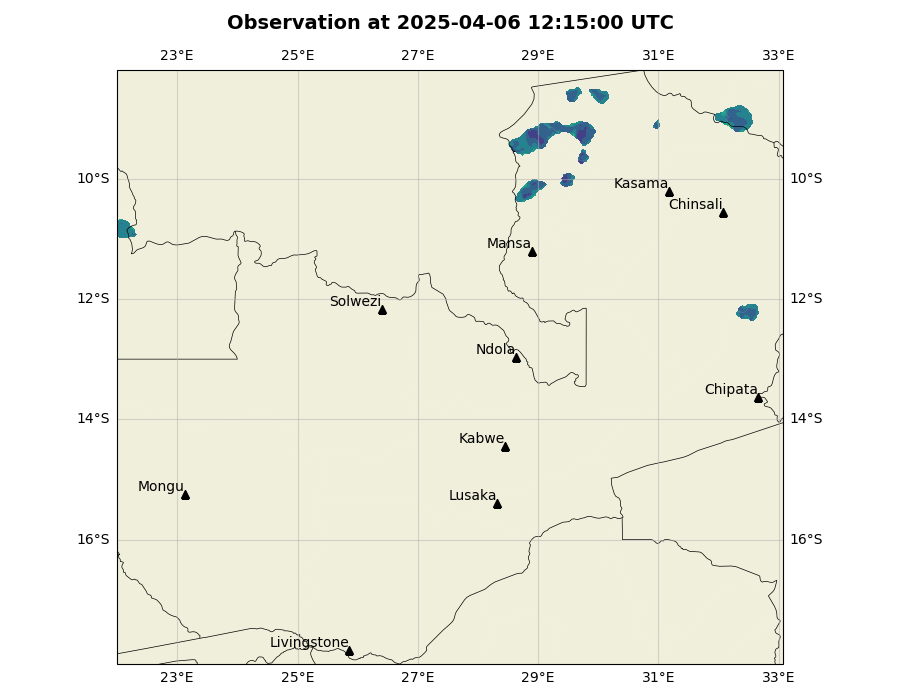 Observation at 2025-04-06 12:15:00 UTC
23°E 25°E 27°E 29°E 31°E 33°E
10°S 10°S
Kasama
Chinsali
Mansa
12°S 12°S
Solwezi
Ndola
Chipata
14°S 14°S
Kabwe
Mongu
Lusaka
16°S 16°S
Livingstone
23°E 25°E 27°E 29°E 31°E 33°E